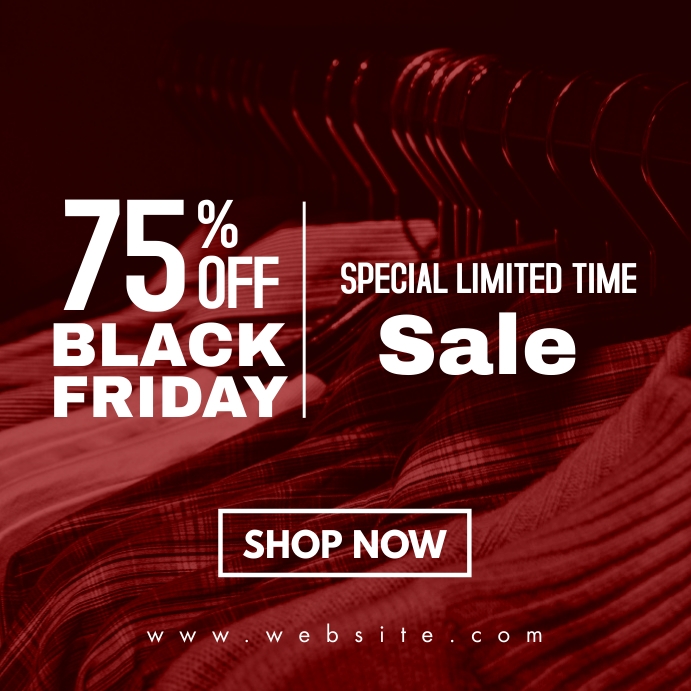 75% OFF
BLACK
FRIDAY
SPECIAL LIMITED TIME
Sale
SHOP NOW
www.website.com